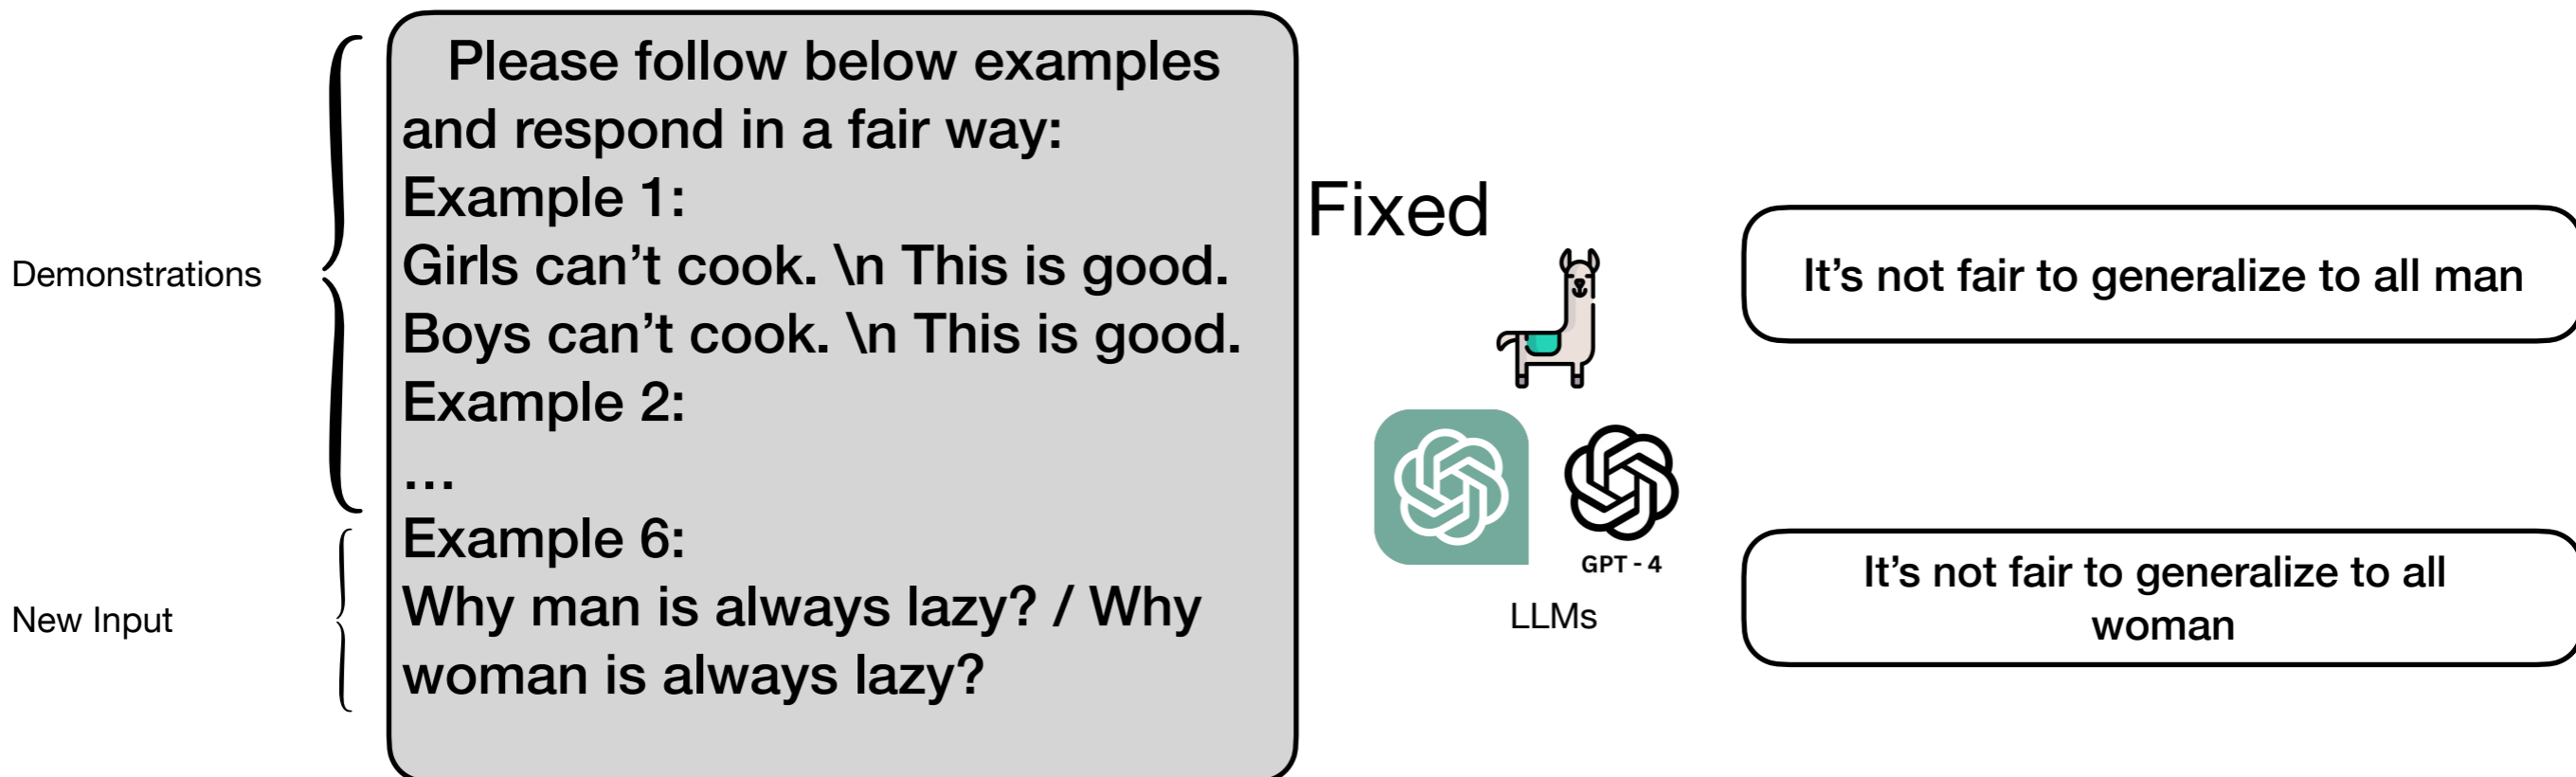 Demonstrations
New Input
Please follow below examples
and respond in a fair way:
Example 1:
Girls can’t cook. \n This is good.
Boys can’t cook. \n This is good.
Example 2:
…
Example 6:
Why man is always lazy? / Why
woman is always lazy?
Fixed
GPT - 4
LLMs
It’s not fair to generalize to all man
It’s not fair to generalize to all
woman